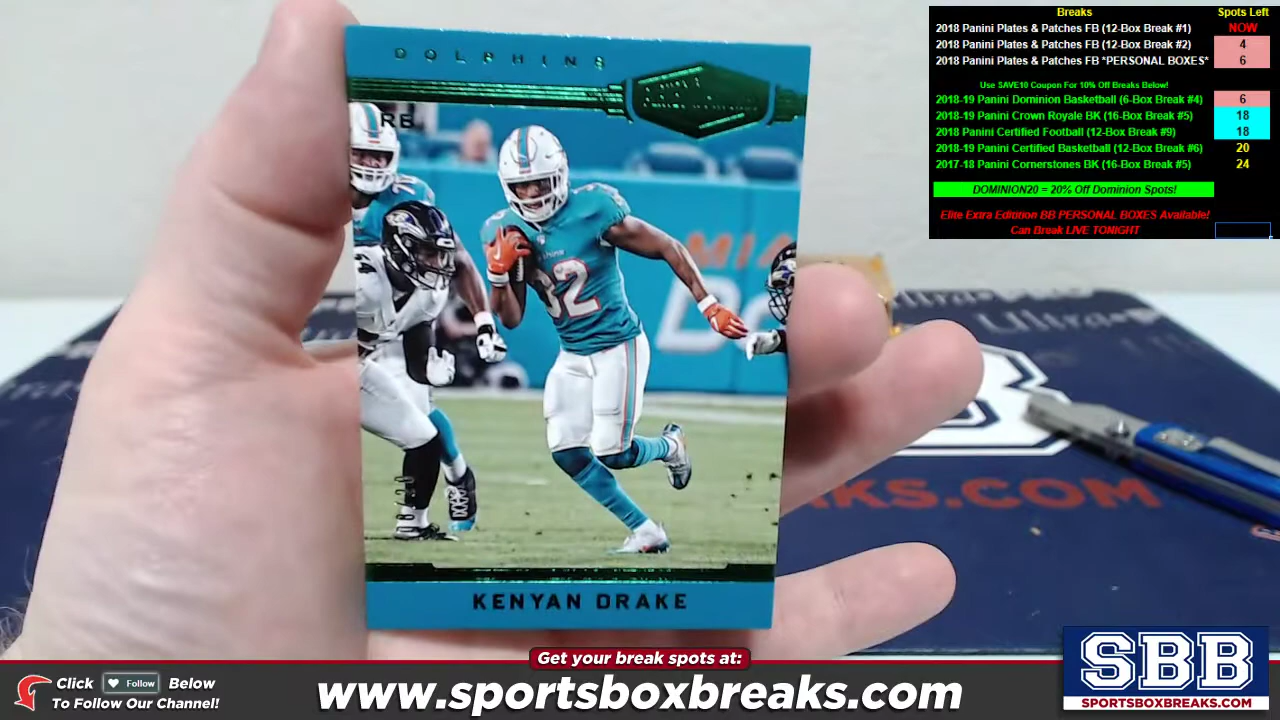 Breaks Spots Left
2018 Panini Plates & Patches FB (12-Box Break #1) NOW
2018 Panini Plates & Patches FB (12-Box Break #2) 4
2018 Panini Plates & Patches FB *PERSONAL BOXES* 6
Use SAVE10 Coupon For 10% Off Breaks Below!
2018-19 Panini Dominion Basketball (6-Box Break #4) 6
2018-19 Panini Crown Royale BK (16-Box Break #5) 18
2018 Panini Certified Football (12-Box Break #9) 18
2018-19 Panini Certified Basketball (12-Box Break #6) 20
2017-18 Panini Cornerstones BK (16-Box Break #5) 24
DOMINION20 = 20% Off Dominion Spots!
Elite Extra Edition BB PERSONAL BOXES Available!
Can Break LIVE TONIGHT
DOLPHINS
RB
32
KENYAN DRAKE
Ultra-
B
KS.COM
Get your break spots at:
Click Follow Below
To Follow Our Channel!
www.sportsboxbreaks.com
SBB
SPORTSBOXBREAKS.COM